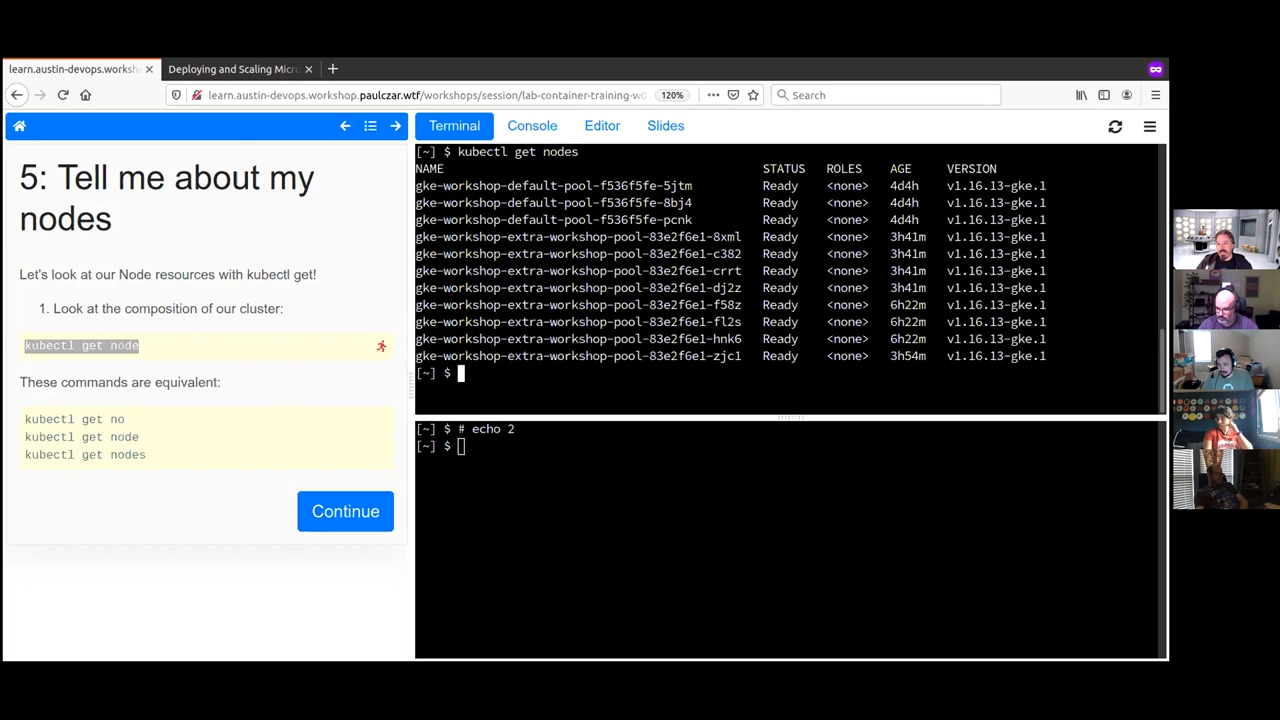 learn.austin-devops.worksh
Deploying and Scaling Micro
learn.austin-devops.workshop.paulczar.wtf/workshops/session/lab-container-training-w
120%
Search
Terminal
Console
Editor
Slides
5: Tell me about my
nodes
Let's look at our Node resources with kubectl get!
1. Look at the composition of our cluster:
kubectl get node
These commands are equivalent:
kubectl get no
kubectl get node
kubectl get nodes
Continue
[~] $ kubectl get nodes
NAME STATUS ROLES AGE VERSION
gke-workshop-default-pool-f536f5fe-5jtm Ready <none> 4d4h v1.16.13-gke.1
gke-workshop-default-pool-f536f5fe-8bj4 Ready <none> 4d4h v1.16.13-gke.1
gke-workshop-default-pool-f536f5fe-pcnk Ready <none> 4d4h v1.16.13-gke.1
gke-workshop-extra-workshop-pool-83e2f6e1-8xml Ready <none> 3h41m v1.16.13-gke.1
gke-workshop-extra-workshop-pool-83e2f6e1-c382 Ready <none> 3h41m v1.16.13-gke.1
gke-workshop-extra-workshop-pool-83e2f6e1-crrt Ready <none> 3h41m v1.16.13-gke.1
gke-workshop-extra-workshop-pool-83e2f6e1-dj2z Ready <none> 3h41m v1.16.13-gke.1
gke-workshop-extra-workshop-pool-83e2f6e1-f58z Ready <none> 6h22m v1.16.13-gke.1
gke-workshop-extra-workshop-pool-83e2f6e1-fl2s Ready <none> 6h22m v1.16.13-gke.1
gke-workshop-extra-workshop-pool-83e2f6e1-hnk6 Ready <none> 6h22m v1.16.13-gke.1
gke-workshop-extra-workshop-pool-83e2f6e1-zjc1 Ready <none> 3h54m v1.16.13-gke.1
[~] $
[~] $ # echo 2
[~] $